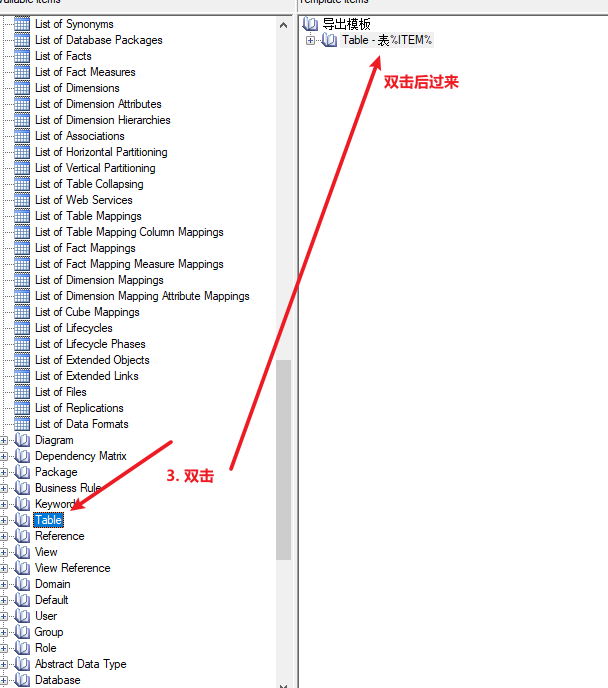 Available Items
List of Synonyms
List of Database Packages
List of Facts
List of Fact Measures
List of Dimensions
List of Dimension Attributes
List of Dimension Hierarchies
List of Associations
List of Horizontal Partitioning
List of Vertical Partitioning
List of Table Collapsing
List of Web Services
List of Table Mappings
List of Table Mapping Column Mappings
List of Fact Mappings
List of Fact Mapping Measure Mappings
List of Dimension Mappings
List of Dimension Mapping Attribute Mappings
List of Cube Mappings
List of Lifecycles
List of Lifecycle Phases
List of Extended Objects
List of Extended Links
List of Files
List of Replications
List of Data Formats
Diagram
Dependency Matrix
Package
Business Rule
Keyword
Table
Reference
View
View Reference
Domain
Default
User
Group
Role
Abstract Data Type
Database
3. 双击
Template Items
导出模板
Table - 表%ITEM%
双击后过来